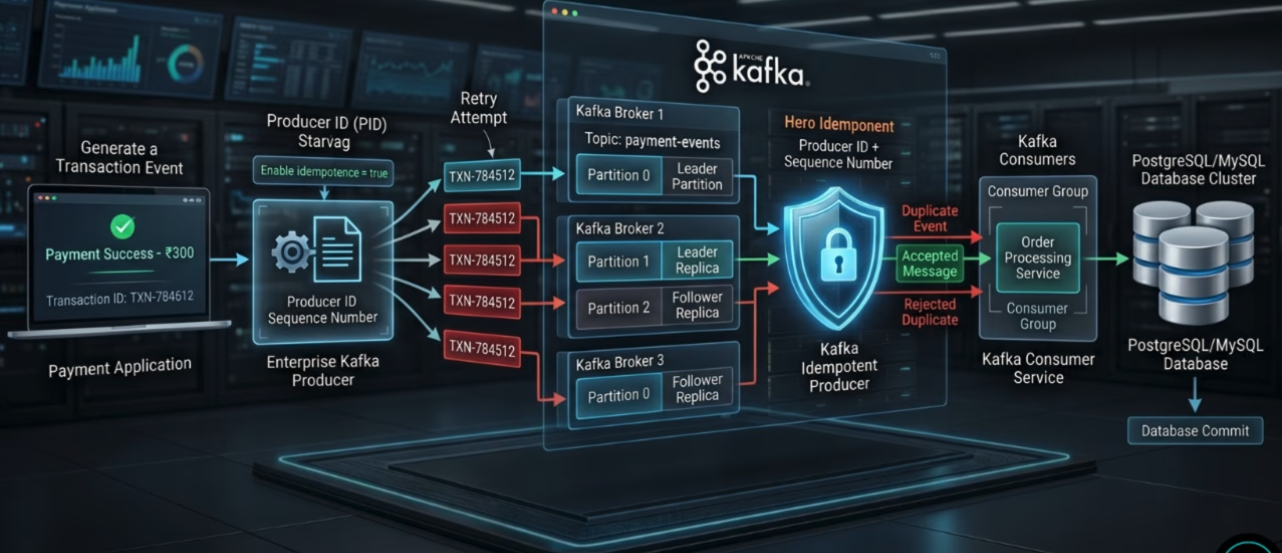 Generate a
Transaction Event
Payment Success - ₹300
Transaction ID: TXN-784612
Payment Application
Producer ID (PID)
Starvag
Enable idempotence = true
Producer ID
Sequence Number
Enterprise Kafka
Producer
Retry
Attempt
TXN-784512
TXN-784512
TXN-784512
TXN-784512
TXN-784512
APACHE
kafka
Kafka Broker 1
Topic: payment-events
Partition 0
Leader
Partition
Kafka Broker 2
Partition 1
Leader
Replica
Partition 2
Follower
Replica
Kafka Broker 3
Partition 0
Follower
Replica
Hero Idemponent
Producer ID +
Sequence Number
Kafka
Idempotent
Producer
Duplicate
Event
Accepted
Message
Rejected
Duplicate
Kafka
Consumers
Consumer Group
Order
Processing
Service
Consumer
Group
Kafka Consumer
Service
PostgreSQL/MySQL
Database Cluster
PostgreSQL/MySQL
Database
Database Commit